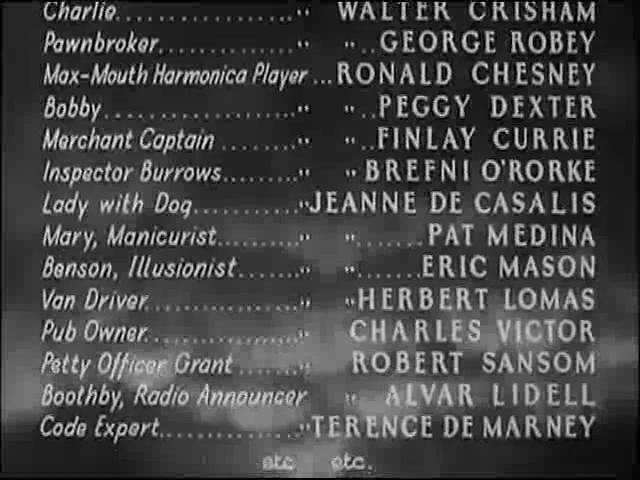 Charlie................" WALTER CRISHAM
Pawnbroker..............." "..GEORGE ROBEY
Max-Mouth Harmonica Player ...RONALD CHESNEY
Bobby....................." "..PEGGY DEXTER
Merchant Captain ........" "..FINLAY CURRIE
Inspector Burrows........." "BREFNI O'RORKE
Lady with Dog............"JEANNE DE CASALIS
Mary, Manicurist.........." ".......PAT MEDINA
Benson, Illusionist........" ".......ERIC MASON
Van Driver................." "HERBERT LOMAS
Pub Owner................." CHARLES VICTOR
Petty Officer Grant ......." ROBERT SANSOM
Boothby, Radio Announcer " ALVAR LIDELL
Code Expert..............."TERENCE DE MARNEY
etc etc.